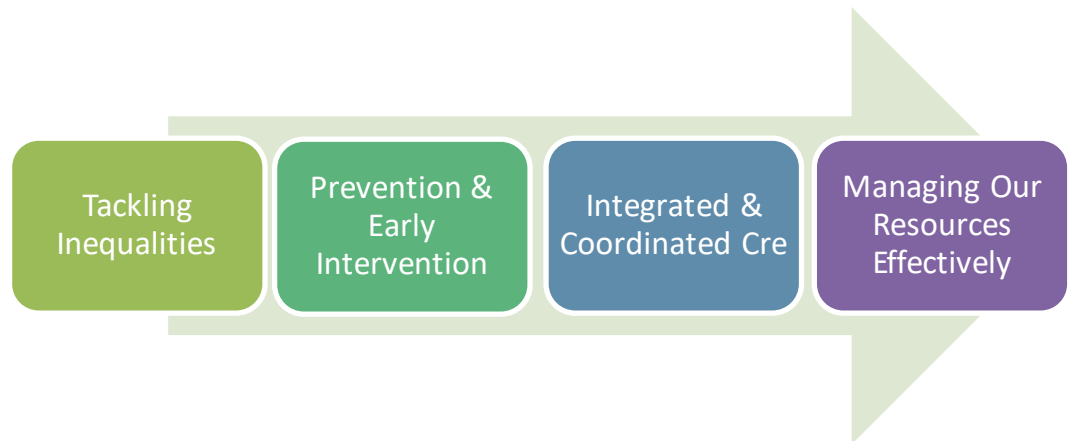 Tackling
Inequalities
Prevention &
Early
Intervention
Integrated &
Coordinated Cre
Managing Our
Resources
Effectively